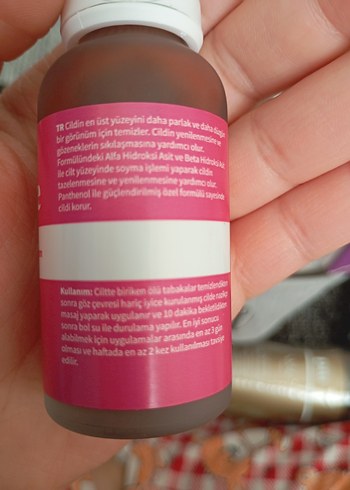 TR Cildin en üst yüzeyini daha parlak ve daha düzgün
bir görünüm için temizler. Cildin yenilenmesine ve
gözeneklerin sıkılaşmasına yardımcı olur.
Formülündeki Alfa Hidroksi Asit ve Beta Hidroksi Asit
ile cilt yüzeyinde soyma işlemi yaparak cildin
tazelenmesine ve yenilenmesine yardımcı olur.
Panthenol ile güçlendirilmiş özel formülü sayesinde
cildi korur.
Kullanım: Ciltte biriken ölü tabakalar temizlendikten
sonra göz çevresi hariç iyice kurulanmış cilde
masaj yaparak uygulanır ve 10 dakika bekletildikten
sonra bol su ile durulama yapılır. En iyi sonucu
alabilmek için uygulamalar arasında en az 3 gün
olması ve haftada en az 2 kez kullanılması tavsiye
edilir.